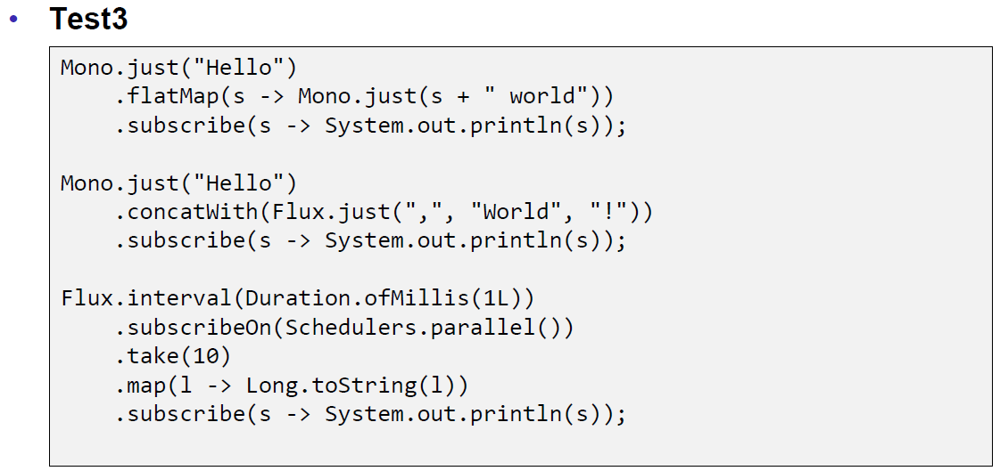 • Test3
Mono.just("Hello")
    .flatMap(s -> Mono.just(s + " world"))
    .subscribe(s -> System.out.println(s));

Mono.just("Hello")
    .concatWith(Flux.just(",", "World", "!"))
    .subscribe(s -> System.out.println(s));

Flux.interval(Duration.ofMillis(1L))
    .subscribeOn(Schedulers.parallel())
    .take(10)
    .map(l -> Long.toString(l))
    .subscribe(s -> System.out.println(s));